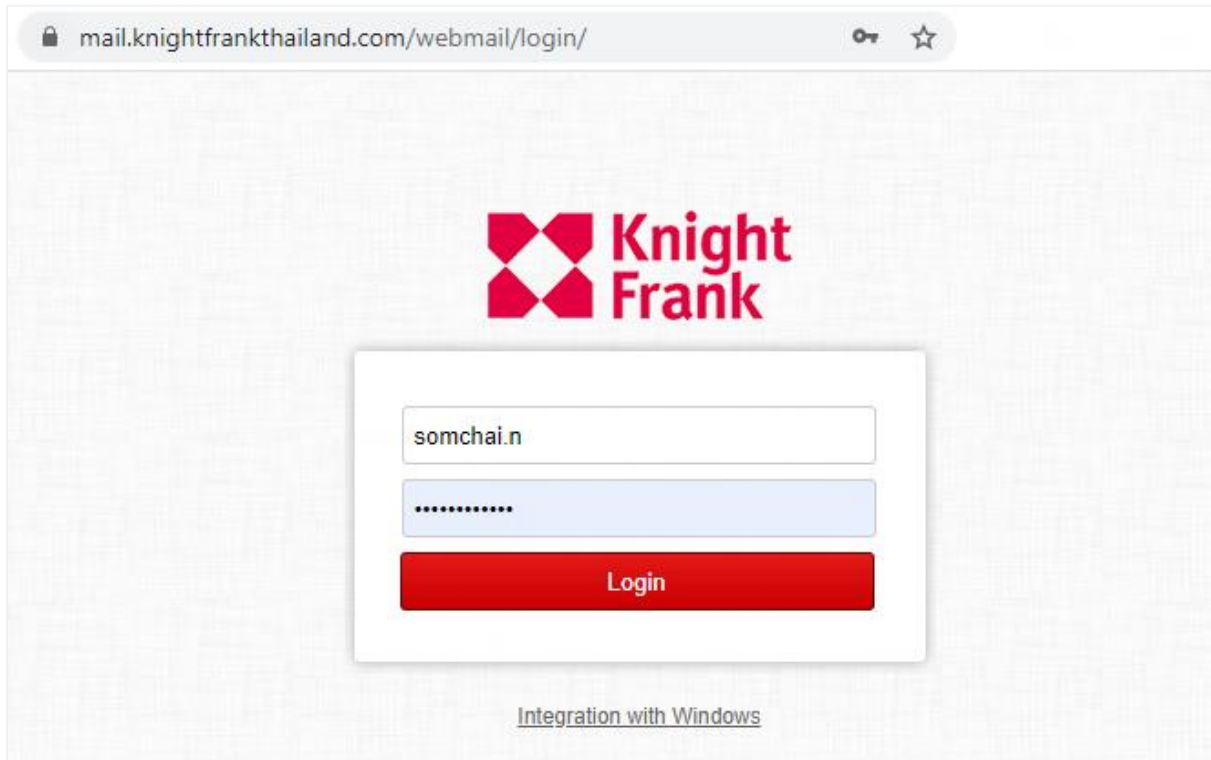 mail.knightfrankthailand.com/webmail/login/
Knight
Frank
somchai.n
••••••••••••
Login
Integration with Windows